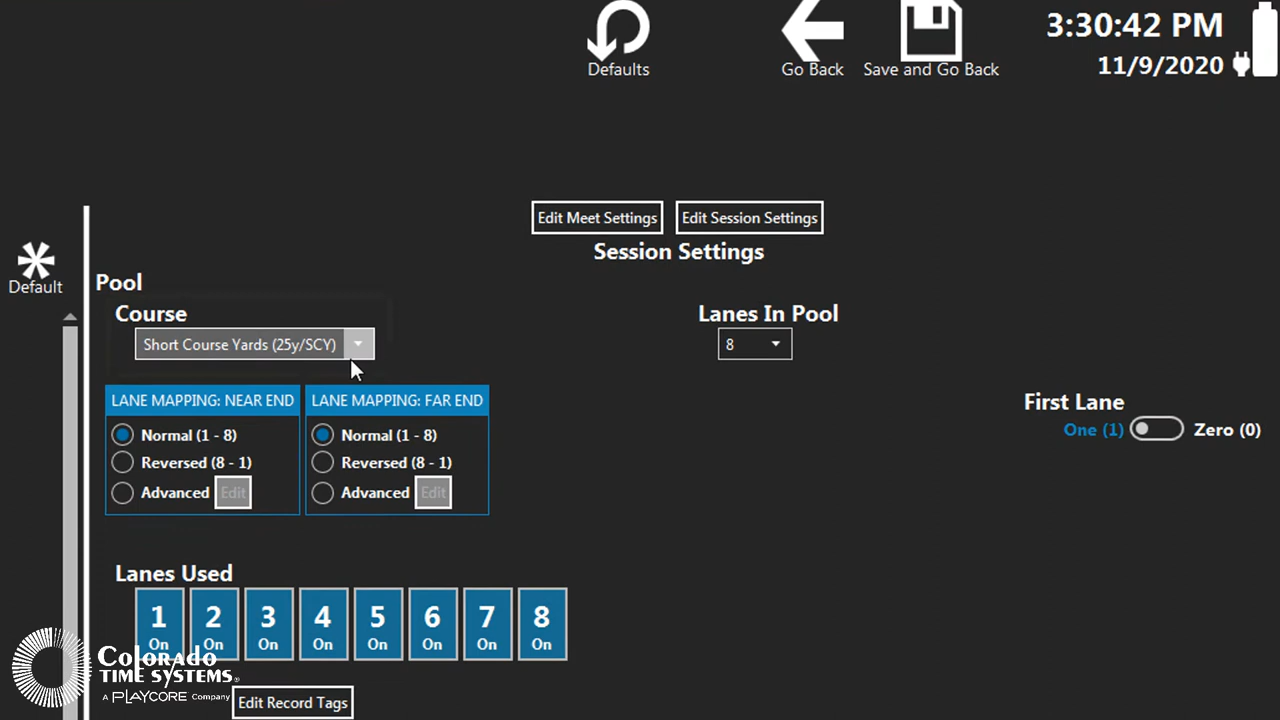 3:30:42 PM
11/9/2020
Defaults
Go Back
Save and Go Back
Edit Meet Settings
Edit Session Settings
Session Settings
Default
Pool
Course
Short Course Yards (25y/SCY)
Lanes In Pool
8
LANE MAPPING: NEAR END
Normal (1 - 8)
Reversed (8 - 1)
Advanced
Edit
LANE MAPPING: FAR END
Normal (1 - 8)
Reversed (8 - 1)
Advanced
Edit
First Lane
One (1)
Zero (0)
Lanes Used
1 2 3 4 5 6 7 8
On On On On On On On On
Colorado
TIME SYSTEMS®
A PLAYCORE Company
Edit Record Tags